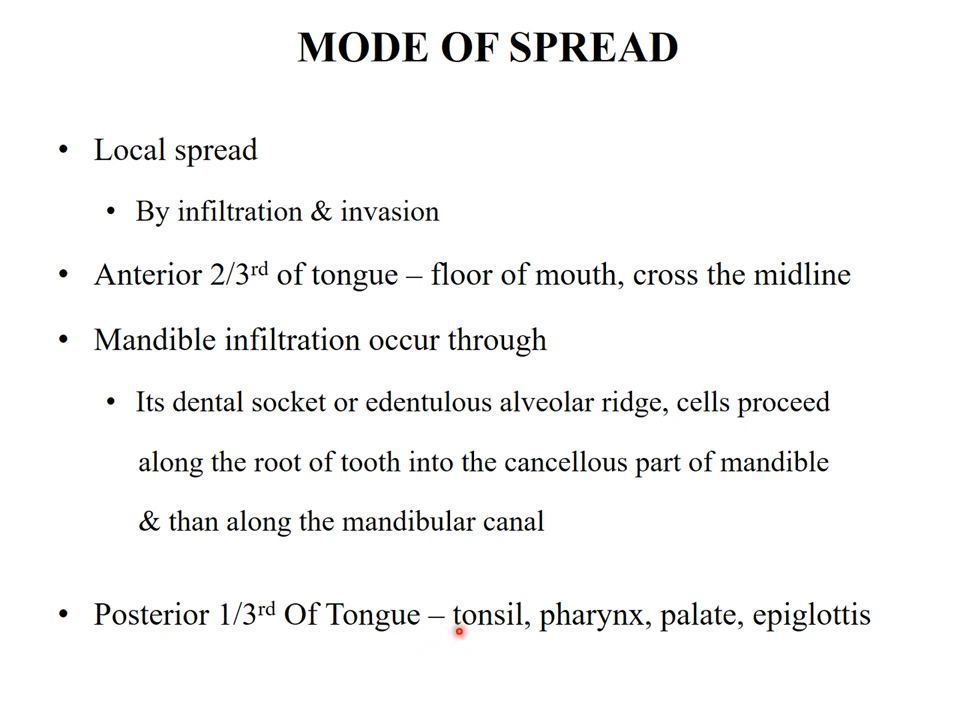 MODE OF SPREAD
• Local spread
• By infiltration & invasion
• Anterior 2/3rd of tongue – floor of mouth, cross the midline
• Mandible infiltration occur through
• Its dental socket or edentulous alveolar ridge, cells proceed
along the root of tooth into the cancellous part of mandible
& than along the mandibular canal
• Posterior 1/3rd Of Tongue – tonsil, pharynx, palate, epiglottis